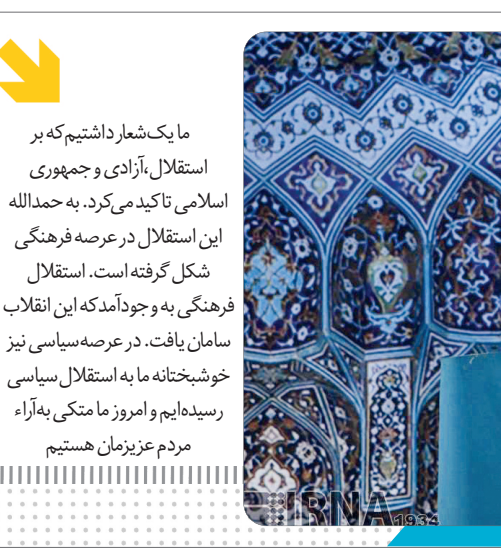 ما یک شعار داشتیم که بر
استقلال، آزادی و جمهوری
اسلامی تاکید می‌کرد. به حمدالله
این استقلال در عرصه فرهنگی
شکل گرفته است. استقلال
فرهنگی به وجود آمد که این انقلاب
سامان یافت. در عرصه سیاسی نیز
خوشبختانه ما به استقلال سیاسی
رسیده‌ایم و امروز ما متکی به آراء
مردم عزیزمان هستیم
IRNA 1934